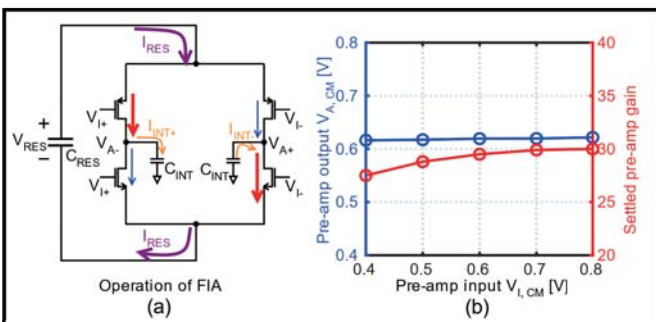 I_RES
V_I+
V_I-
I_INT+
I_INT-
V_RES
+
−
C_RES
V_A-
V_A+
C_INT
C_INT
V_I+
V_I-
I_RES
Operation of FIA
(a)
Pre-amp output V_A, CM [V]
0.8
0.7
0.6
0.5
0.4
40
35
30
25
20
Settled pre-amp gain
0.4 0.5 0.6 0.7 0.8
Pre-amp input V_I, CM [V]
(b)